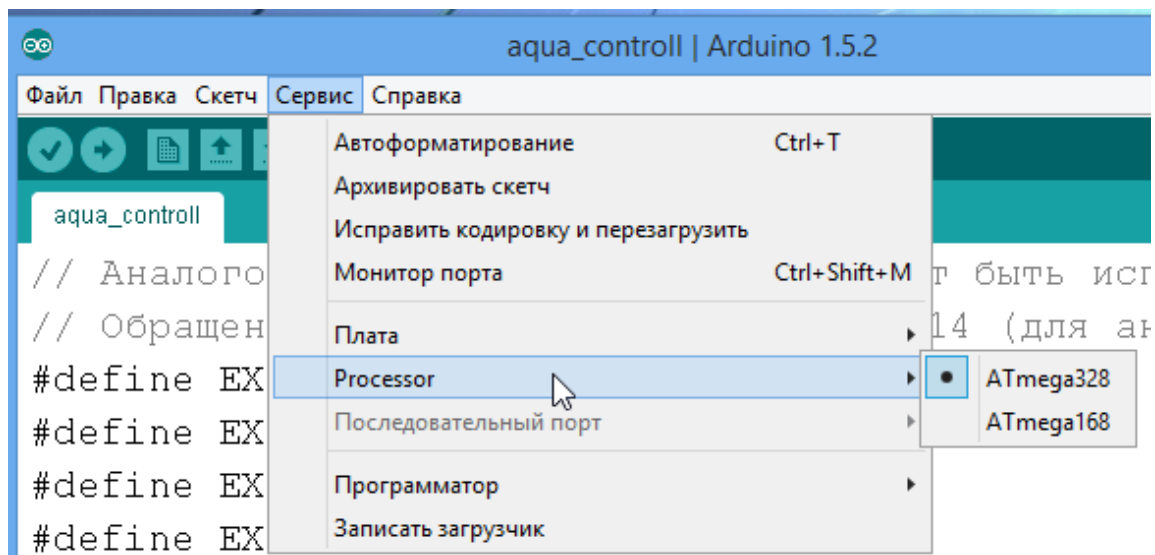 aqua_controll | Arduino 1.5.2
Файл Правка Скетч Сервис Справка
Автоформатирование Ctrl+T
Архивировать скетч
aqua_controll
Исправить кодировку и перезагрузить
// Аналого
Монитор порта Ctrl+Shift+M
т быть исп
// Обращен
Плата
14 (для ан
#define EX
Processor
ATmega328
Последовательный порт
ATmega168
#define EX
#define EX
Программатор
Записать загрузчик
#define EX